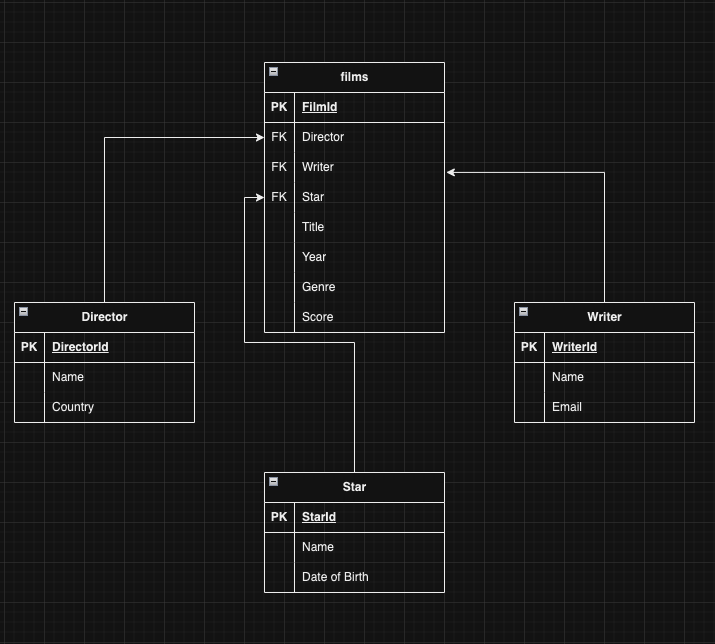 films
PK FilmId
FK Director
FK Writer
FK Star
Title
Year
Genre
Score
Director
PK DirectorId
Name
Country
Writer
PK WriterId
Name
Email
Star
PK StarId
Name
Date of Birth